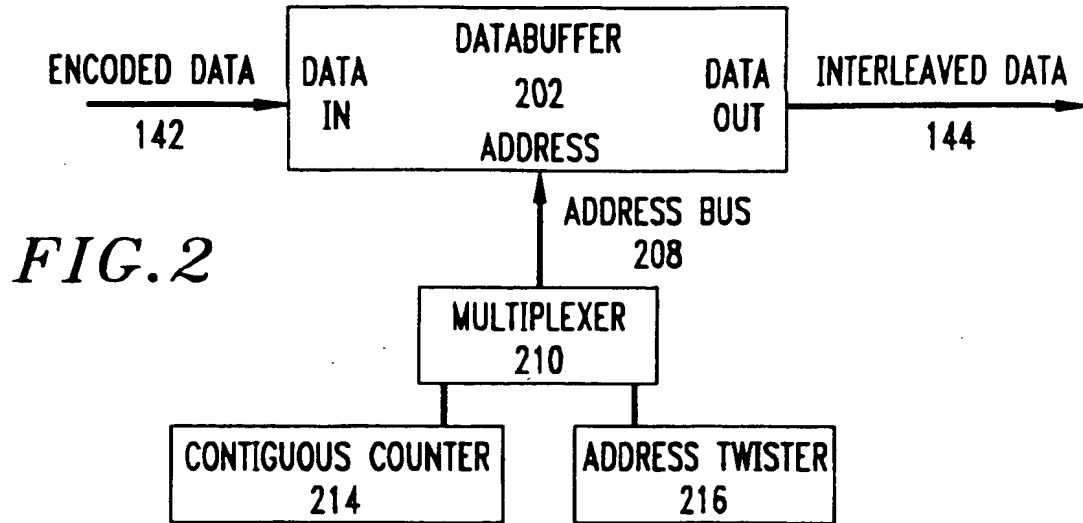 ENCODED DATA
142
DATA IN
DATABUFFER
202
ADDRESS
DATA OUT
INTERLEAVED DATA
144
ADDRESS BUS
208
FIG.2
MULTIPLEXER
210
CONTIGUOUS COUNTER
214
ADDRESS TWISTER
216